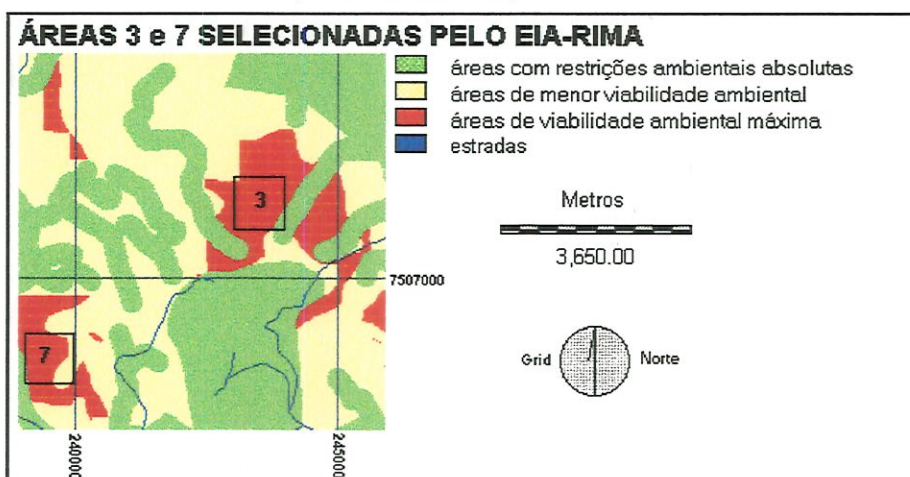 ÁREAS 3 e 7 SELECIONADAS PELO EIA-RIMA
áreas com restrições ambientais absolutas
áreas de menor viabilidade ambiental
áreas de viabilidade ambiental máxima
estradas
3
7
Metros
3,650.00
7507000
Grid
Norte
240000
245000